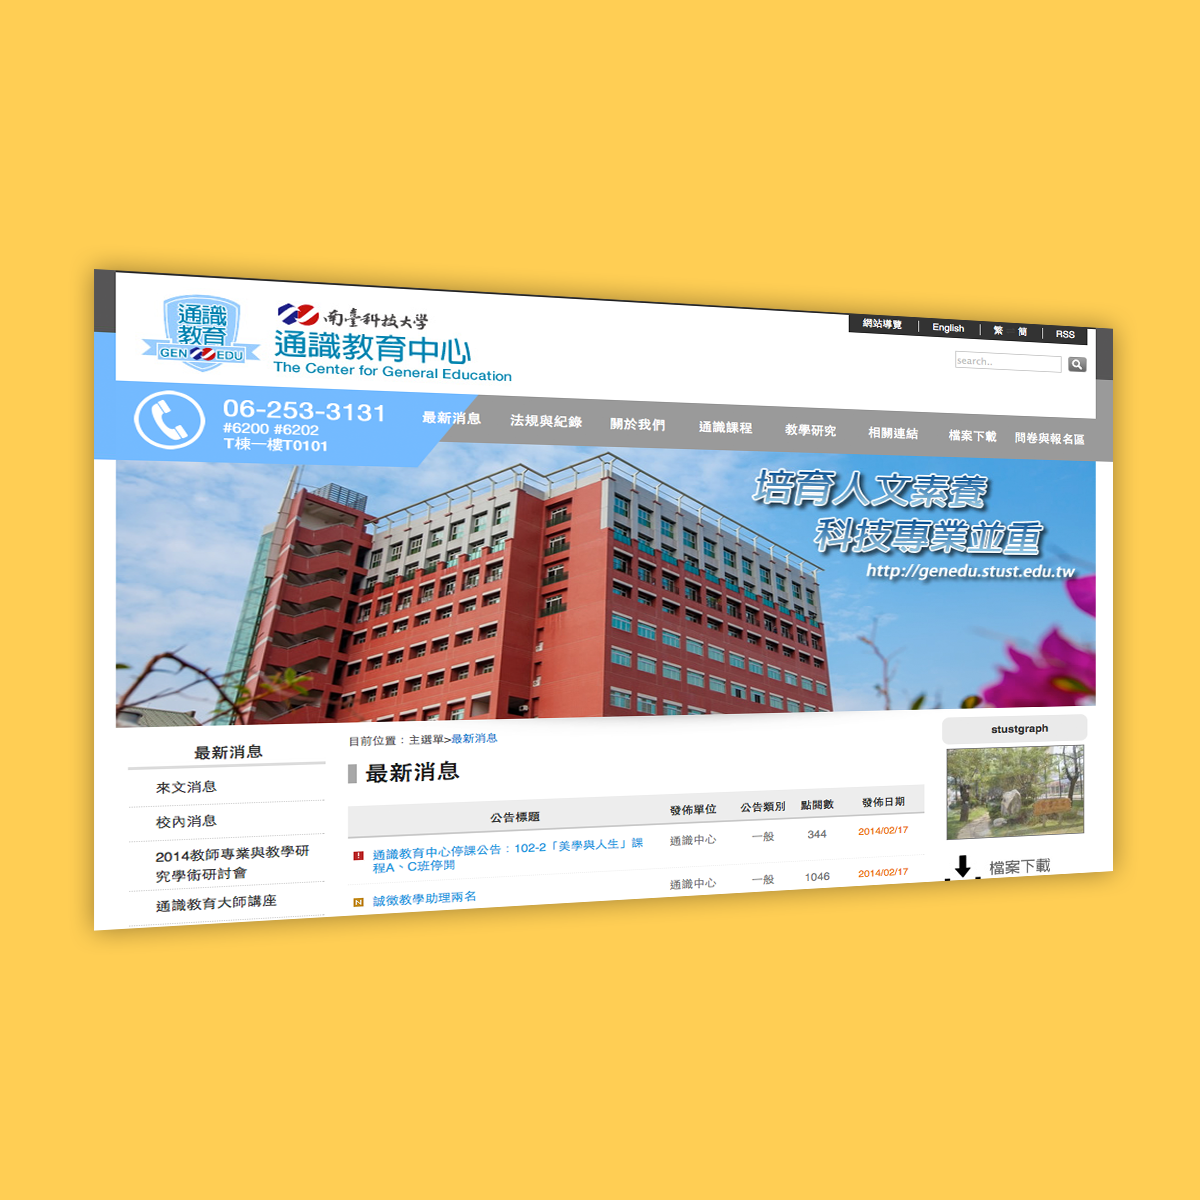 網站導覽 | English | 繁 簡 | RSS
通識
教育
GEN EDU
南臺科技大學
通識教育中心
The Center for General Education
search..
06-253-3131
#6200 #6202
T棟一樓T0101
最新消息 法規與紀錄 關於我們 通識課程 教學研究 相關連結 檔案下載 問卷與報名區
培育人文素養
科技專業並重
http://genedu.stust.edu.tw
最新消息
來文消息
校內消息
2014教師專業與教學研
究學術研討會
通識教育大師講座
目前位置：主選單>最新消息
最新消息
公告標題 發佈單位 公告類別 點閱數 發佈日期
通識教育中心停課公告：102-2「美學與人生」課
程A、C班停開
通識中心 一般 344 2014/02/17
N 誠徵教學助理兩名 通識中心 一般 1046 2014/02/17
stustgraph
檔案下載